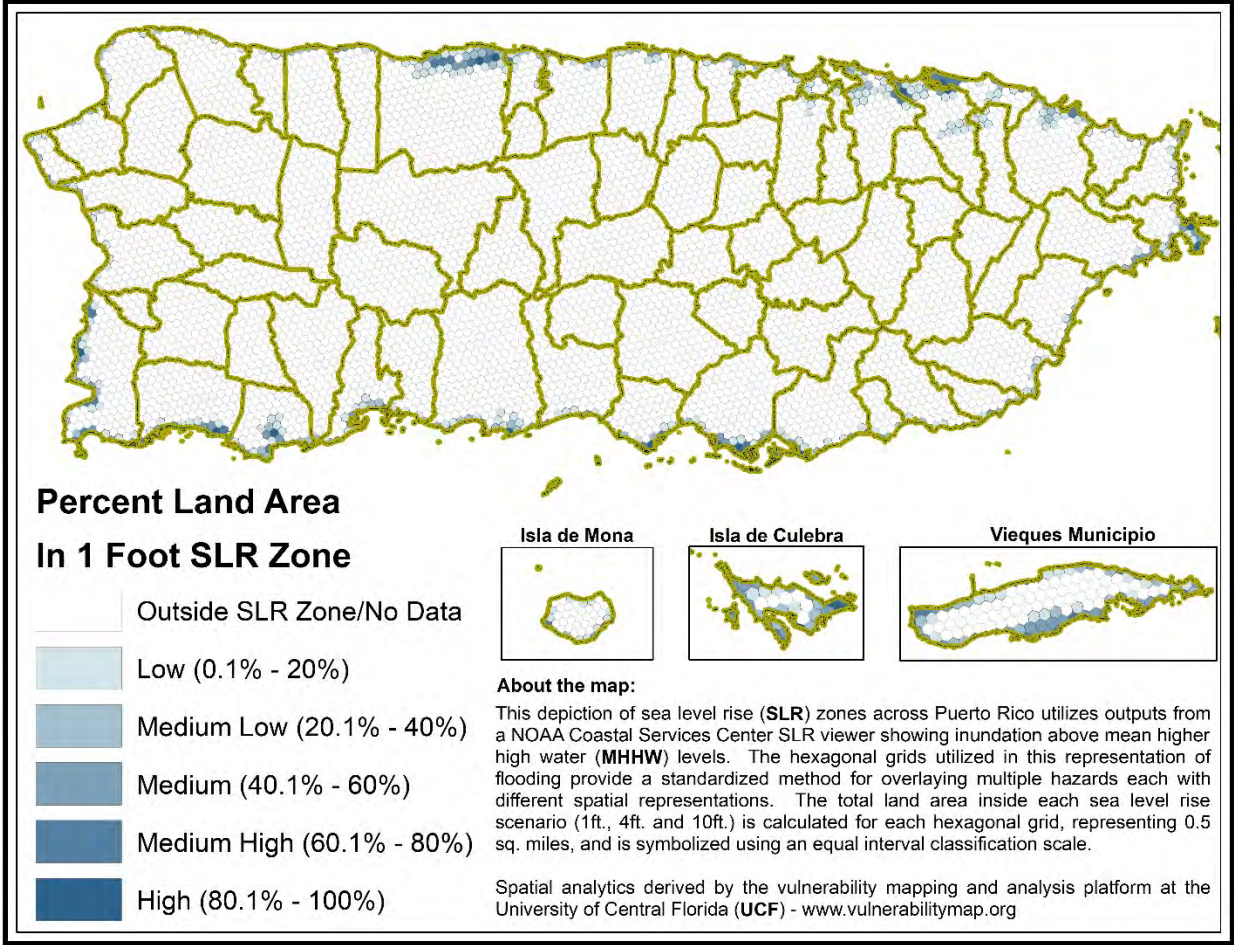 Percent Land Area
In 1 Foot SLR Zone
Outside SLR Zone/No Data
Low (0.1% - 20%)
Medium Low (20.1% - 40%)
Medium (40.1% - 60%)
Medium High (60.1% - 80%)
High (80.1% - 100%)
Isla de Mona
Isla de Culebra
Vieques Municipio
About the map:
This depiction of sea level rise (SLR) zones across Puerto Rico utilizes outputs from
a NOAA Coastal Services Center SLR viewer showing inundation above mean higher
high water (MHHW) levels. The hexagonal grids utilized in this representation of
flooding provide a standardized method for overlaying multiple hazards each with
different spatial representations. The total land area inside each sea level rise
scenario (1ft., 4ft. and 10ft.) is calculated for each hexagonal grid, representing 0.5
sq. miles, and is symbolized using an equal interval classification scale.
Spatial analytics derived by the vulnerability mapping and analysis platform at the
University of Central Florida (UCF) - www.vulnerabilitymap.org